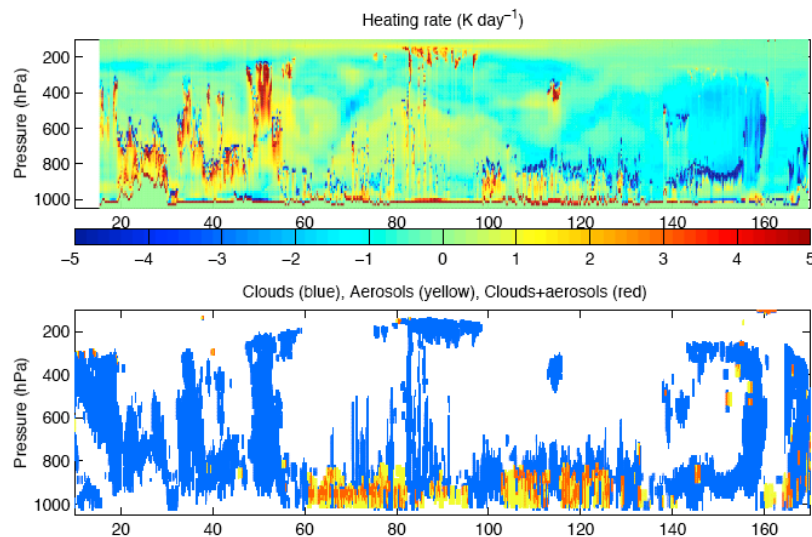 Heating rate (K day⁻¹)
Pressure (hPa)
200
400
600
800
1000
20 40 60 80 100 120 140 160
−5 −4 −3 −2 −1 0 1 2 3 4 5
Clouds (blue), Aerosols (yellow), Clouds+aerosols (red)
Pressure (hPa)
200
400
600
800
1000
20 40 60 80 100 120 140 160